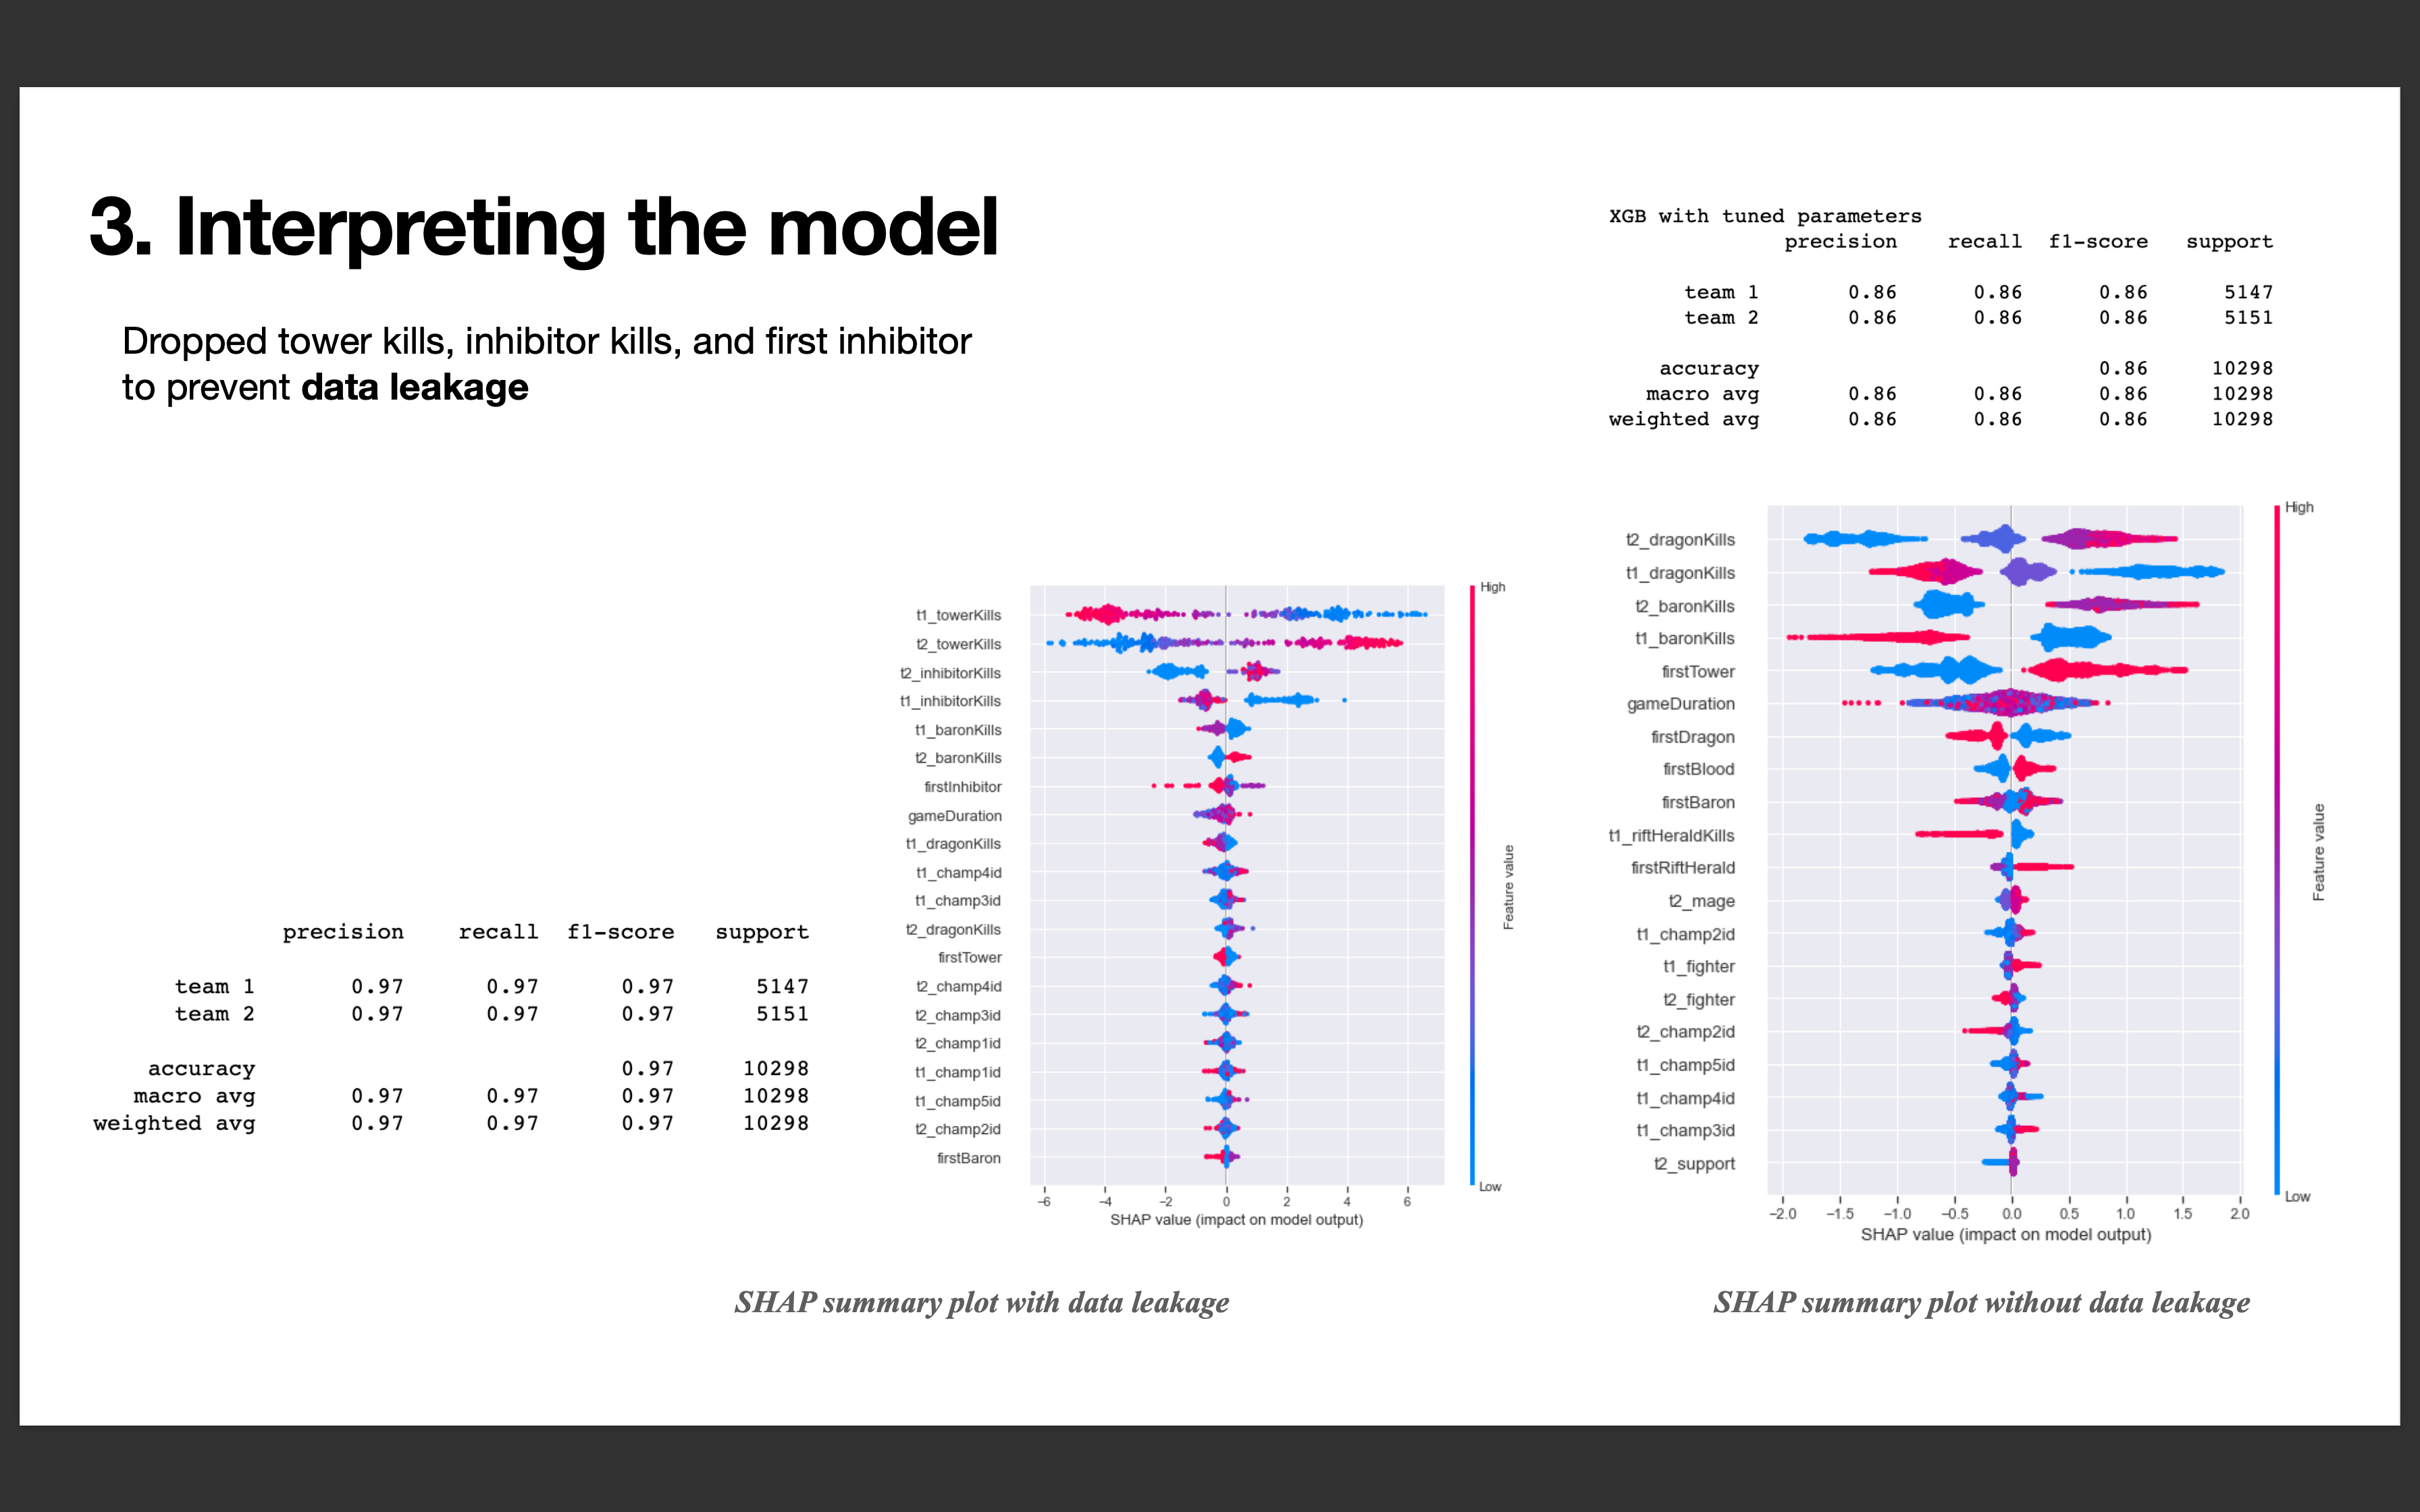 3. Interpreting the model
Dropped tower kills, inhibitor kills, and first inhibitor
to prevent data leakage
XGB with tuned parameters
precision recall f1-score support
team 1 0.86 0.86 0.86 5147
team 2 0.86 0.86 0.86 5151
accuracy 0.86 10298
macro avg 0.86 0.86 0.86 10298
weighted avg 0.86 0.86 0.86 10298
precision recall f1-score support
team 1 0.97 0.97 0.97 5147
team 2 0.97 0.97 0.97 5151
accuracy 0.97 10298
macro avg 0.97 0.97 0.97 10298
weighted avg 0.97 0.97 0.97 10298
t1_towerKills
t2_towerKills
t2_inhibitorKills
t1_inhibitorKills
t1_baronKills
t2_baronKills
firstInhibitor
gameDuration
t1_dragonKills
t1_champ4id
t1_champ3id
t2_dragonKills
firstTower
t2_champ4id
t2_champ3id
t2_champ1id
t1_champ1id
t1_champ5id
t2_champ2id
firstBaron
−6 −4 −2 0 2 4 6
SHAP value (impact on model output)
High
Feature value
Low
SHAP summary plot with data leakage
t2_dragonKills
t1_dragonKills
t2_baronKills
t1_baronKills
firstTower
gameDuration
firstDragon
firstBlood
firstBaron
t1_riftHeraldKills
firstRiftHerald
t2_mage
t1_champ2id
t1_fighter
t2_fighter
t2_champ2id
t1_champ5id
t1_champ4id
t1_champ3id
t2_support
−2.0 −1.5 −1.0 −0.5 0.0 0.5 1.0 1.5 2.0
SHAP value (impact on model output)
High
Feature value
Low
SHAP summary plot without data leakage